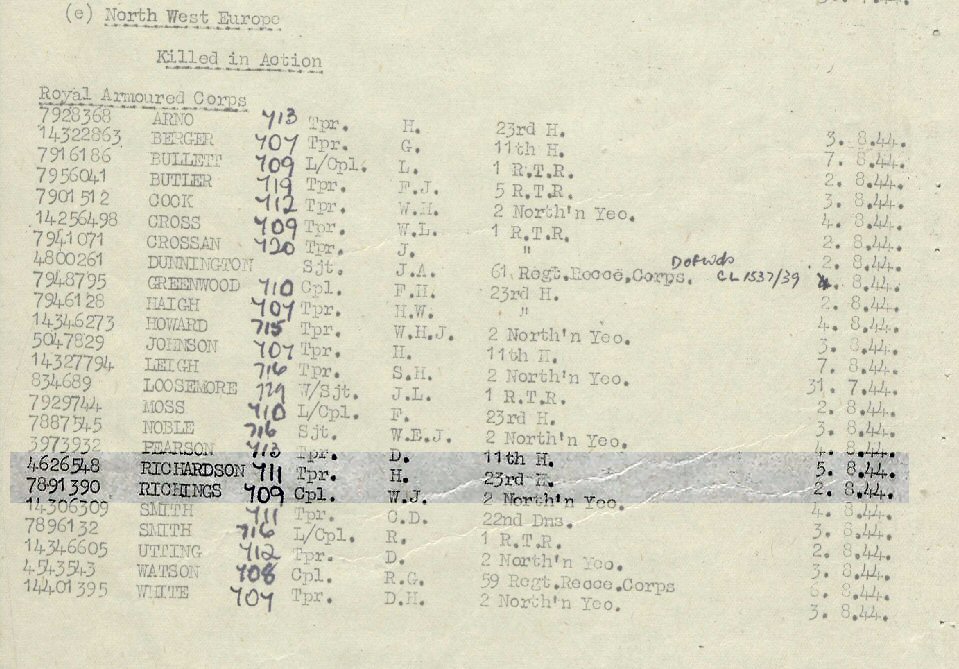 (e) North West Europe
Killed in Action
Royal Armoured Corps
7928368 ARNO 713 Tpr. H. 23rd H. 3. 8.44.
14322863 BERGER 707 Tpr. G. 11th H. 7. 8.44.
7916186 BULLETT 709 L/Cpl. L. 1 R.T.R. 2. 8.44.
7956041 BUTLER 719 Tpr. F.J. 5 R.T.R. 3. 8.44.
7901512 COCK 712 Tpr. W.H. 2 North'n Yeo. 4. 8.44.
14256498 CROSS 709 Tpr. W.L. 1 R.T.R. 2. 8.44.
7941071 CROSSAN 720 Tpr. J. " 2. 8.44.
4800261 DUNNINGTON Sjt. J.A. 61 Regt.Recce.Corps. D of Wds CL 1537/39 4. 8.44.
7948795 GREENWOOD 710 Cpl. F.H. 23rd H. 2. 8.44.
7946128 HAIGH 707 Tpr. H.W. " 4. 8.44.
14346273 HOWARD 715 Tpr. W.H.J. 2 North'n Yeo. 3. 8.44.
5047829 JOHNSON 707 Tpr. H. 11th H. 7. 8.44.
14327794 LEIGH 716 Tpr. S.H. 2 North'n Yeo. 31. 7.44.
834689 LOOSEMORE 729 W/Sjt. J.L. 1 R.T.R. 2. 8.44.
7929744 MOSS 710 L/Cpl. F. 23rd H. 3. 8.44.
7887545 NOBLE 716 Sjt. W.E.J. 2 North'n Yeo. 4. 8.44.
3973932 PEARSON 713 Tpr. D. 11th H. 5. 8.44.
4626548 RICHARDSON 711 Tpr. H. 23rd H. 2. 8.44.
7891390 RICHINGS 709 Cpl. W.J. 2 North'n Yeo. 4. 8.44.
14306309 SMITH 711 Tpr. C.D. 22nd Dns. 3. 8.44.
7896132 SMITH 716 L/Cpl. R. 1 R.T.R. 2. 8.44.
14346605 UTTING 712 Tpr. D. 2 North'n Yeo. 3. 8.44.
4543543 WATSON 708 Cpl. R.G. 59 Regt.Recce.Corps 6. 8.44.
14401395 WHITE 707 Tpr. D.H. 2 North'n Yeo. 3. 8.44.